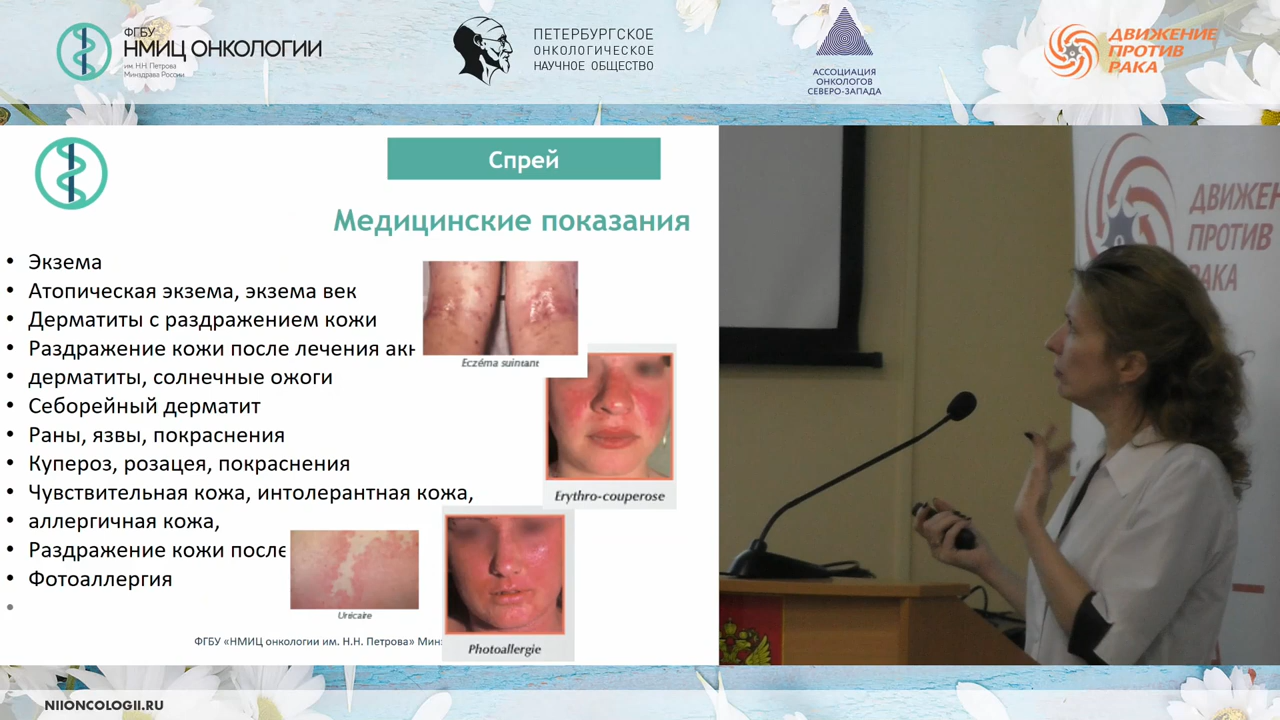 ФГБУ
НМИЦ ОНКОЛОГИИ
им. Н.Н. Петрова
Минздрава России
ПЕТЕРБУРГСКОЕ
ОНКОЛОГИЧЕСКОЕ
НАУЧНОЕ ОБЩЕСТВО
АССОЦИАЦИЯ
ОНКОЛОГОВ
СЕВЕРО-ЗАПАДА
ДВИЖЕНИЕ
ПРОТИВ
РАКА
Спрей
Медицинские показания
• Экзема
• Атопическая экзема, экзема век
• Дерматиты с раздражением кожи
• Раздражение кожи после лечения
• дерматиты, солнечные ожоги
• Себорейный дерматит
• Раны, язвы, покраснения
• Купероз, розацея, покраснения
• Чувствительная кожа, интолерантная кожа,
• аллергичная кожа,
• Раздражение кожи после
• Фотоаллергия
Eczéma suintant
Erythro-couperose
Urticaire
Photoallergie
ФГБУ «НМИЦ онкологии им. Н.Н. Петрова»
ПРОТИВ
РАКА
NIIONCOLOGII.RU